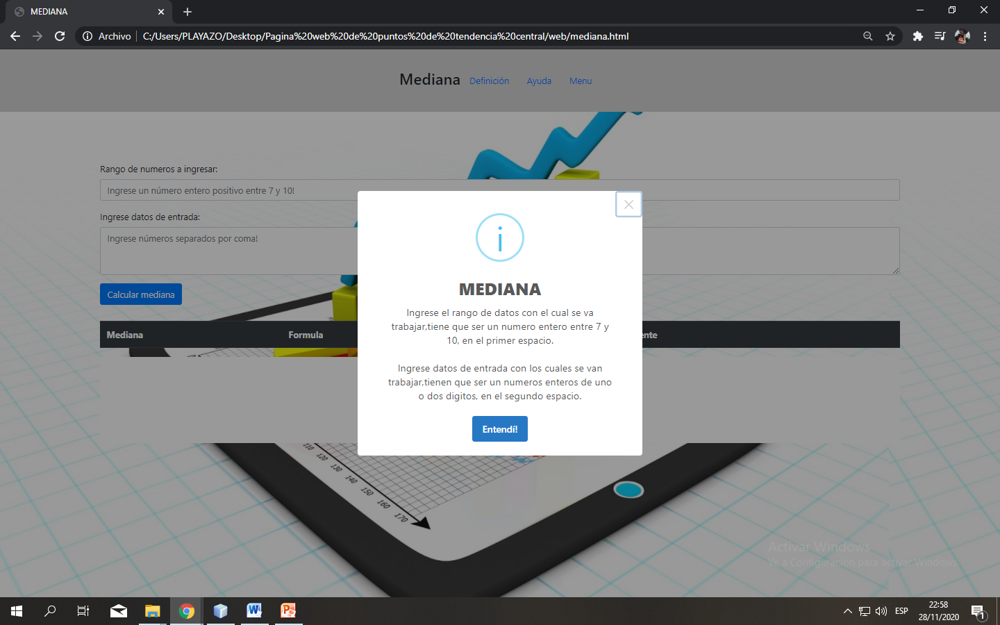 MEDIANA
Archivo
C:/Users/PLAYAZO/Desktop/Pagina%20web%20de%20puntos%20de%20tendencia%20central/web/mediana.html
Mediana Definición Ayuda Menu
Rango de numeros a ingresar:
Ingrese un número entero positivo entre 7 y 10!
Ingrese datos de entrada:
Ingrese números separados por coma!
Calcular mediana
Mediana Formula
MEDIANA
Ingrese el rango de datos con el cual se va
trabajar,tiene que ser un numero entero entre 7 y
10, en el primer espacio.
Ingrese datos de entrada con los cuales se van
trabajar,tienen que ser un numeros enteros de uno
o dos digitos, en el segundo espacio.
Entendí!
110
120
130
140
150
160
170
Activar Windows
Ve a Configuración para activar Windows.
ESP
22:58
28/11/2020
1